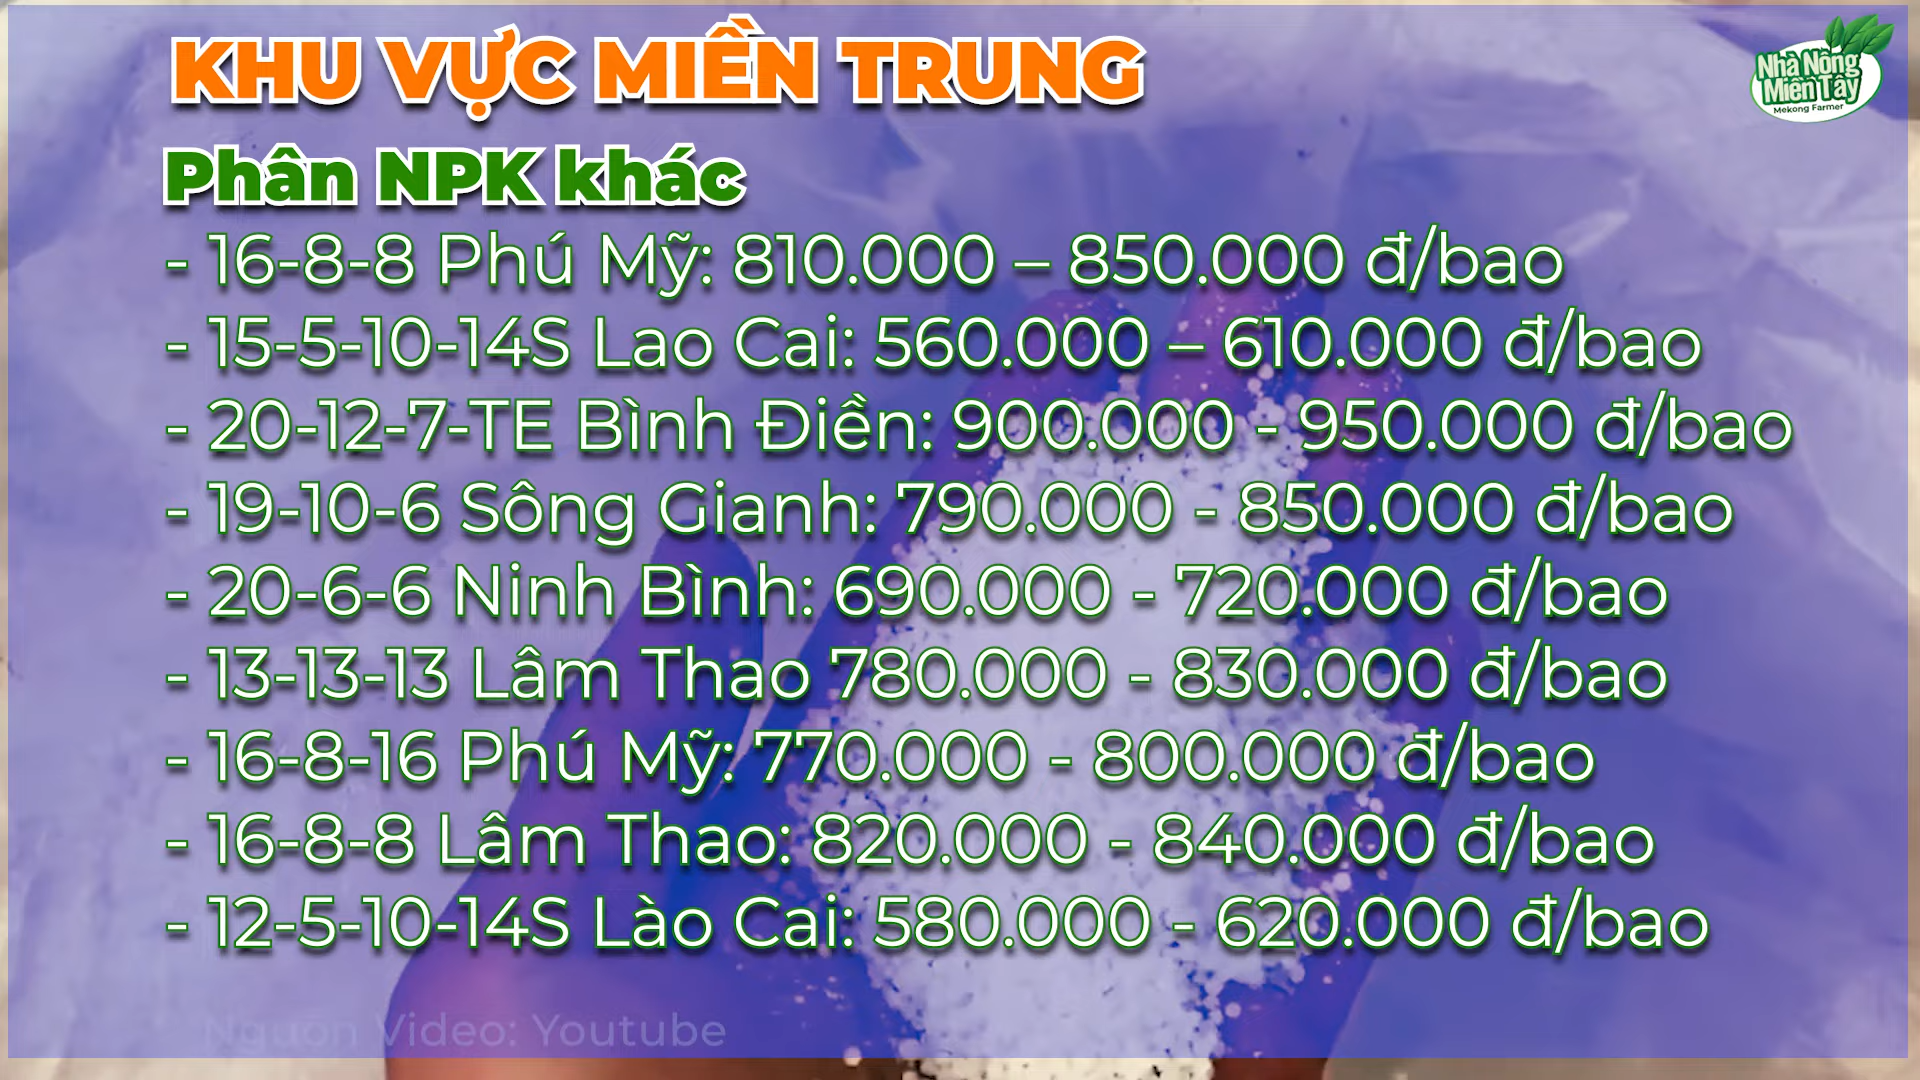 KHU VỰC MIỀN TRUNG
Nhà Nông
Miền Tây
Mekong Farmer
Phân NPK khác
- 16-8-8 Phú Mỹ: 810.000 – 850.000 đ/bao
- 15-5-10-14S Lao Cai: 560.000 – 610.000 đ/bao
- 20-12-7-TE Bình Điền: 900.000 - 950.000 đ/bao
- 19-10-6 Sông Gianh: 790.000 - 850.000 đ/bao
- 20-6-6 Ninh Bình: 690.000 - 720.000 đ/bao
- 13-13-13 Lâm Thao 780.000 - 830.000 đ/bao
- 16-8-16 Phú Mỹ: 770.000 - 800.000 đ/bao
- 16-8-8 Lâm Thao: 820.000 - 840.000 đ/bao
- 12-5-10-14S Lào Cai: 580.000 - 620.000 đ/bao
Nguồn Video: Youtube